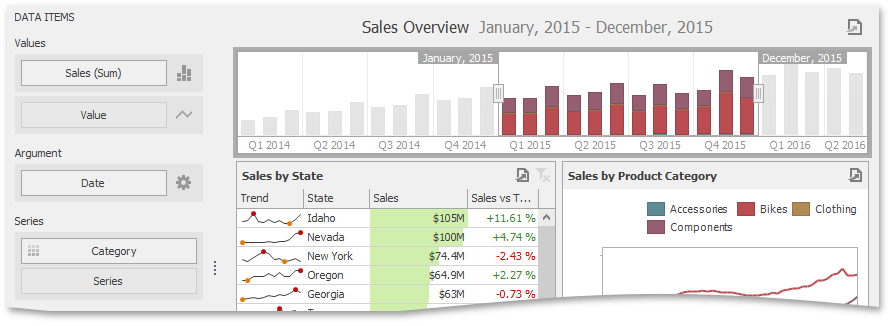 DATA ITEMS
Values
Sales (Sum)
Value
Argument
Date
Series
Category
Series
Sales Overview January, 2015 - December, 2015
January, 2015
December, 2015
Q1 2014 Q2 2014 Q3 2014 Q4 2014 Q1 2015 Q2 2015 Q3 2015 Q4 2015 Q1 2016 Q2 2016
Sales by State
Trend State Sales Sales vs T...
Idaho $105M +11.61 %
Nevada $100M +4.74 %
New York $74.4M -2.43 %
Oregon $64.9M +2.27 %
Georgia $63M -0.73 %
Sales by Product Category
Accessories Bikes Clothing
Components